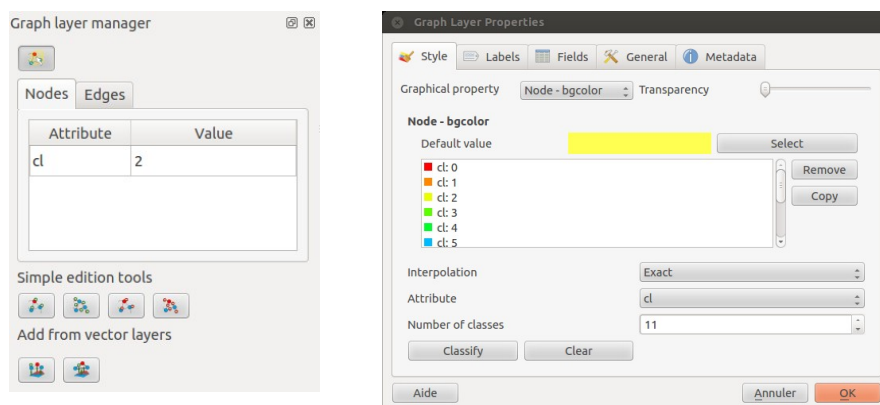 Graph layer manager
Nodes Edges
Attribute Value
cl 2
Simple edition tools
Add from vector layers
Graph Layer Properties
Style Labels Fields General Metadata
Graphical property Node - bgcolor Transparency
Node - bgcolor
Default value Select
cl: 0
cl: 1
cl: 2
cl: 3
cl: 4
cl: 5
Remove
Copy
Interpolation Exact
Attribute cl
Number of classes 11
Classify Clear
Aide Annuler OK